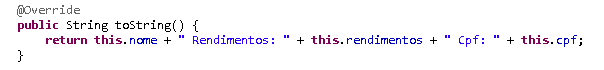 @Override
public String toString() {
    return this.nome + " Rendimentos: " + this.rendimentos + " Cpf: " + this.cpf;
}